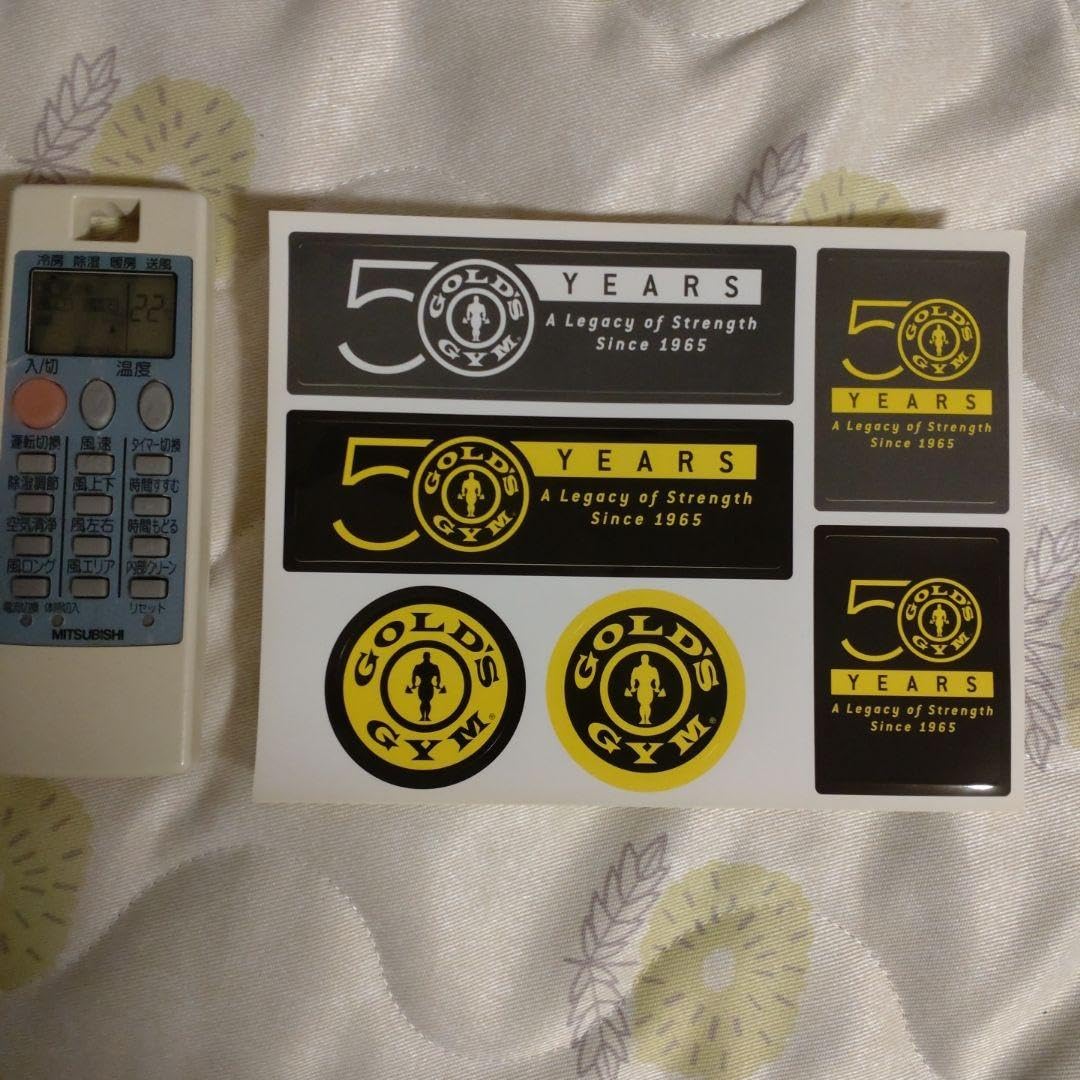 冷房 除湿 暖房 送風
22
入/切 温度
運転切換 風速 タイマー切換
除湿調節 風上下 時間すすむ
空気清浄 風左右 時間もどる
風ロング 風エリア 内部クリーン
リセット
MITSUBISHI
50 YEARS
GOLD'S GYM
A Legacy of Strength
Since 1965
50 YEARS
GOLD'S GYM
A Legacy of Strength
Since 1965
GOLD'S GYM®
GOLD'S GYM®
50
GOLD'S GYM
YEARS
A Legacy of Strength
Since 1965
50
GOLD'S GYM
YEARS
A Legacy of Strength
Since 1965